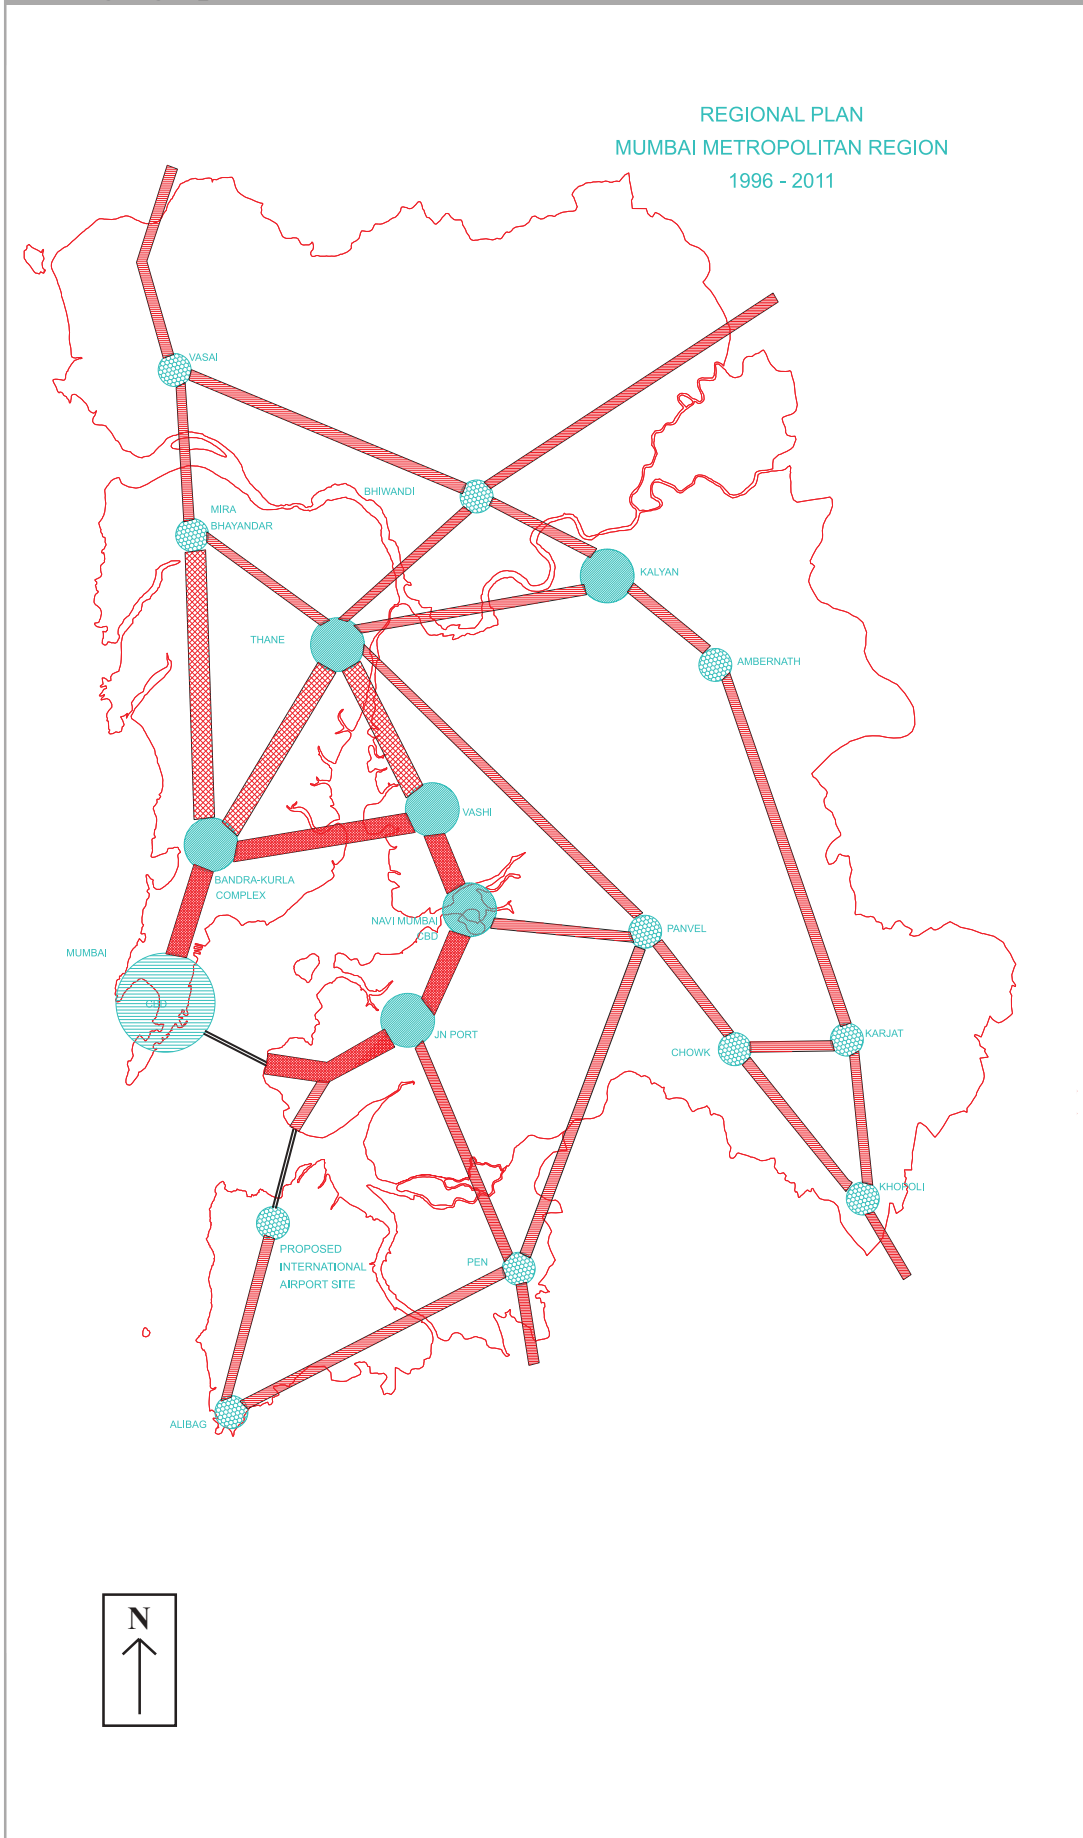 REGIONAL PLAN
MUMBAI METROPOLITAN REGION
1996 - 2011
VASAI
BHIWANDI
MIRA
BHAYANDAR
KALYAN
THANE
AMBERNATH
VASHI
BANDRA-KURLA
COMPLEX
NAVI MUMBAI
CBD
PANVEL
MUMBAI
CBD
JN PORT
KARJAT
CHOWK
KHOPOLI
PROPOSED
INTERNATIONAL
AIRPORT SITE
PEN
ALIBAG
N